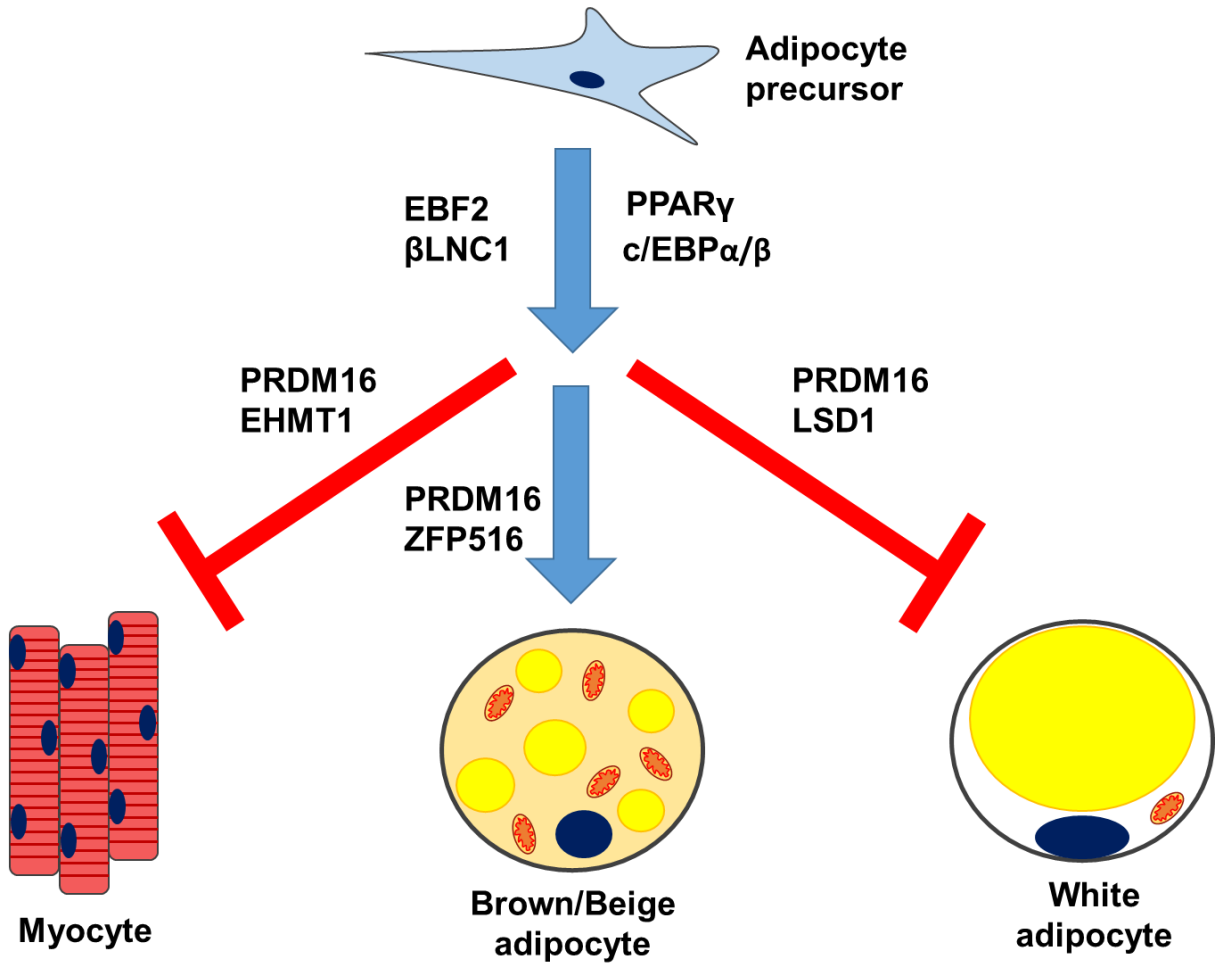 Adipocyte
precursor
EBF2
βLNC1
PPARγ
c/EBPα/β
PRDM16
EHMT1
PRDM16
LSD1
PRDM16
ZFP516
Myocyte
Brown/Beige
adipocyte
White
adipocyte